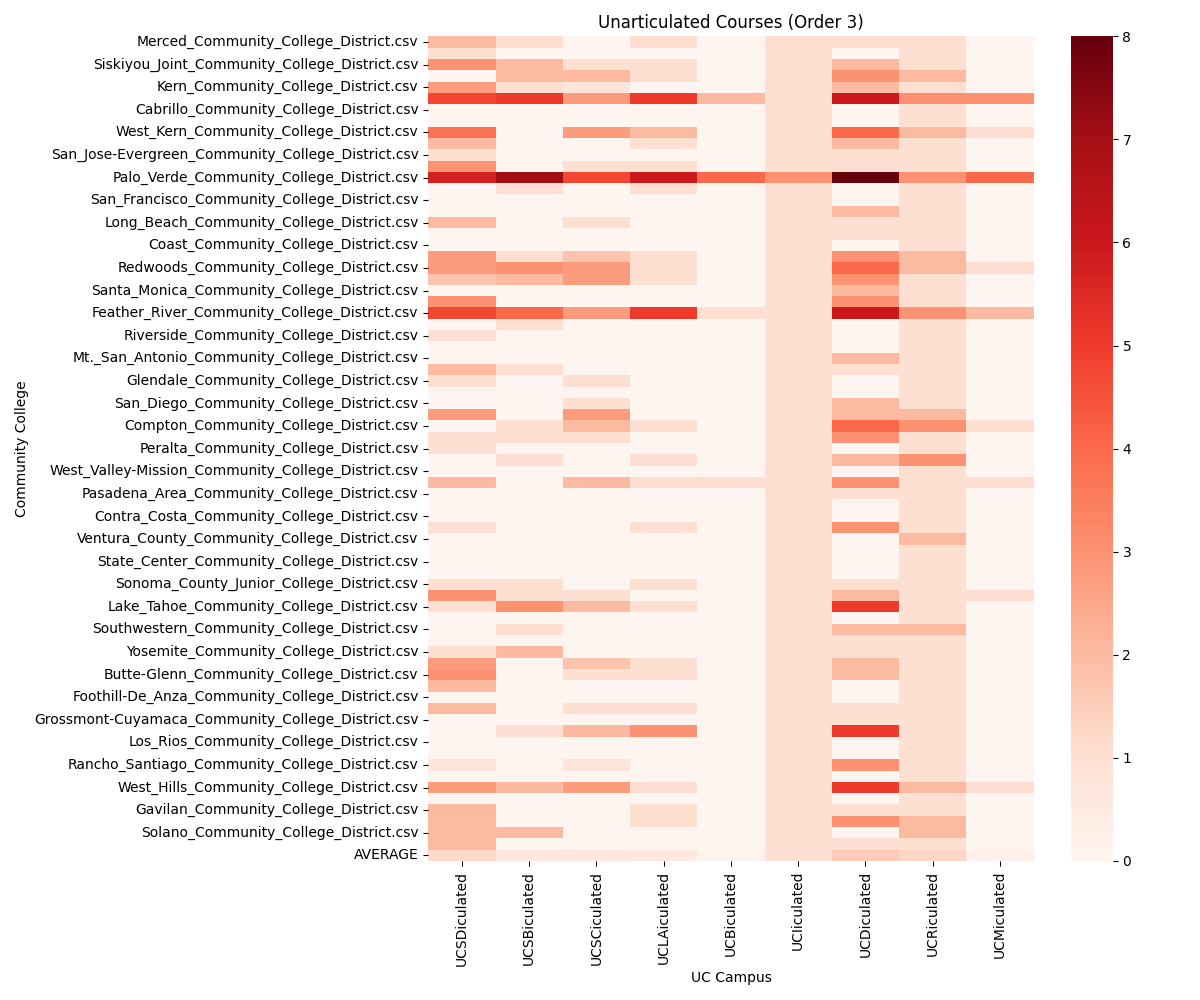 Unarticulated Courses (Order 3)
Merced_Community_College_District.csv
Siskiyou_Joint_Community_College_District.csv
Kern_Community_College_District.csv
Cabrillo_Community_College_District.csv
West_Kern_Community_College_District.csv
San_Jose-Evergreen_Community_College_District.csv
Palo_Verde_Community_College_District.csv
San_Francisco_Community_College_District.csv
Long_Beach_Community_College_District.csv
Coast_Community_College_District.csv
Redwoods_Community_College_District.csv
Santa_Monica_Community_College_District.csv
Feather_River_Community_College_District.csv
Riverside_Community_College_District.csv
Mt._San_Antonio_Community_College_District.csv
Glendale_Community_College_District.csv
San_Diego_Community_College_District.csv
Compton_Community_College_District.csv
Peralta_Community_College_District.csv
West_Valley-Mission_Community_College_District.csv
Pasadena_Area_Community_College_District.csv
Contra_Costa_Community_College_District.csv
Ventura_County_Community_College_District.csv
State_Center_Community_College_District.csv
Sonoma_County_Junior_College_District.csv
Lake_Tahoe_Community_College_District.csv
Southwestern_Community_College_District.csv
Yosemite_Community_College_District.csv
Butte-Glenn_Community_College_District.csv
Foothill-De_Anza_Community_College_District.csv
Grossmont-Cuyamaca_Community_College_District.csv
Los_Rios_Community_College_District.csv
Rancho_Santiago_Community_College_District.csv
West_Hills_Community_College_District.csv
Gavilan_Community_College_District.csv
Solano_Community_College_District.csv
AVERAGE
Community College
UCSDiculated
UCSBiculated
UCSCiculated
UCLAiculated
UCBiculated
UCIiculated
UCDiculated
UCRiculated
UCMiculated
UC Campus
8
7
6
5
4
3
2
1
0